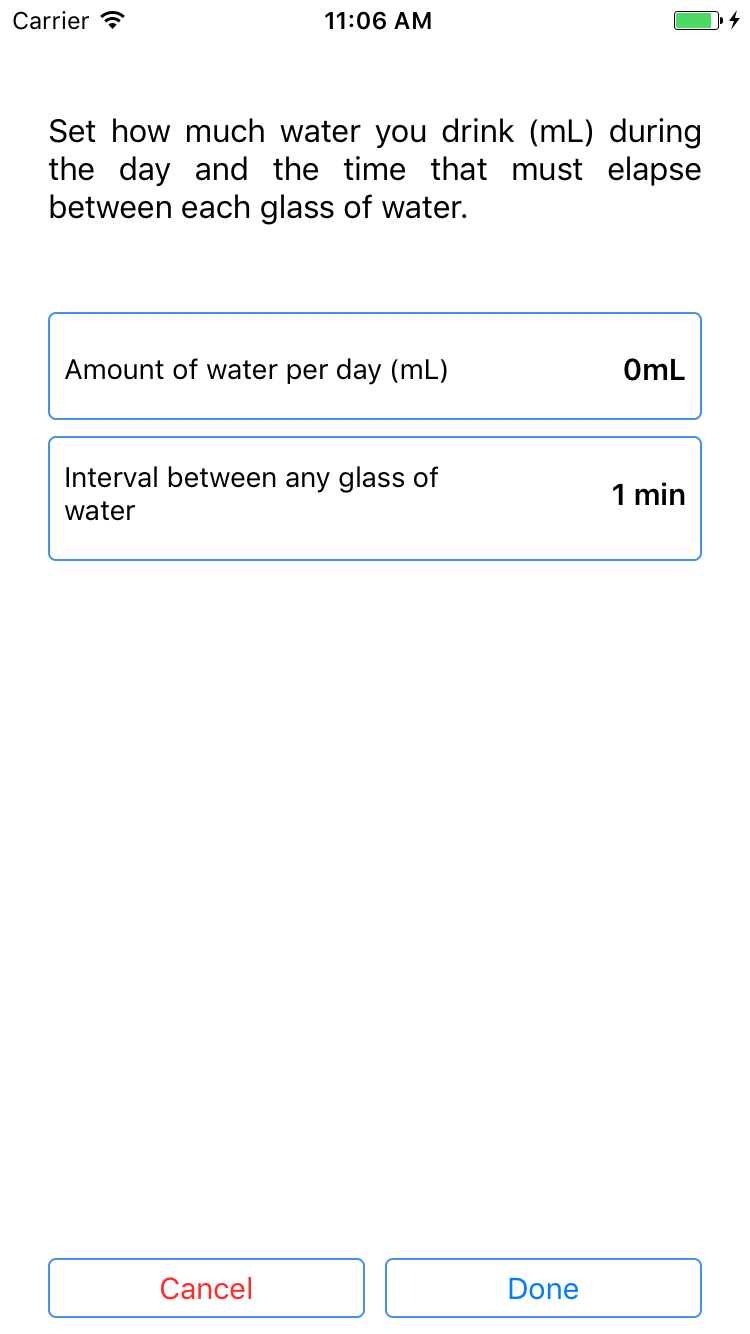 Carrier
11:06 AM
Set how much water you drink (mL) during
the day and the time that must elapse
between each glass of water.
Amount of water per day (mL)
0mL
Interval between any glass of
water
1 min
Cancel
Done